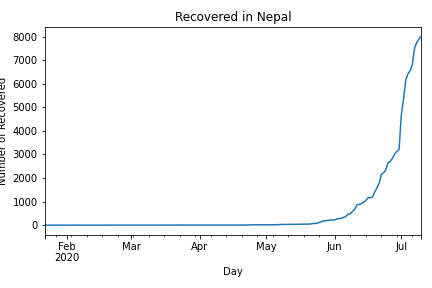 Recovered in Nepal
8000
7000
6000
5000
4000
3000
2000
1000
0
Number of Recovered
Feb
2020
Mar
Apr
May
Jun
Jul
Day